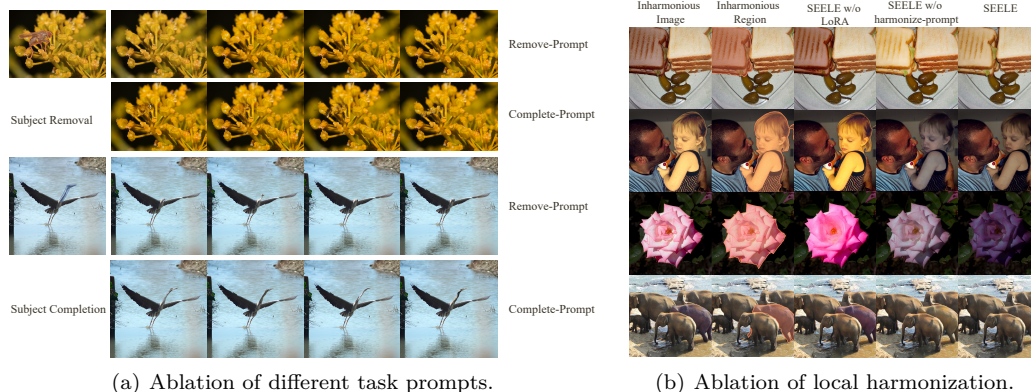 Remove-Prompt
Subject Removal
Complete-Prompt
Remove-Prompt
Subject Completion
Complete-Prompt
(a) Ablation of different task prompts.
Inharmonious
Image
Inharmonious
Region
SEELE w/o
LoRA
SEELE w/o
harmonize-prompt
SEELE
(b) Ablation of local harmonization.